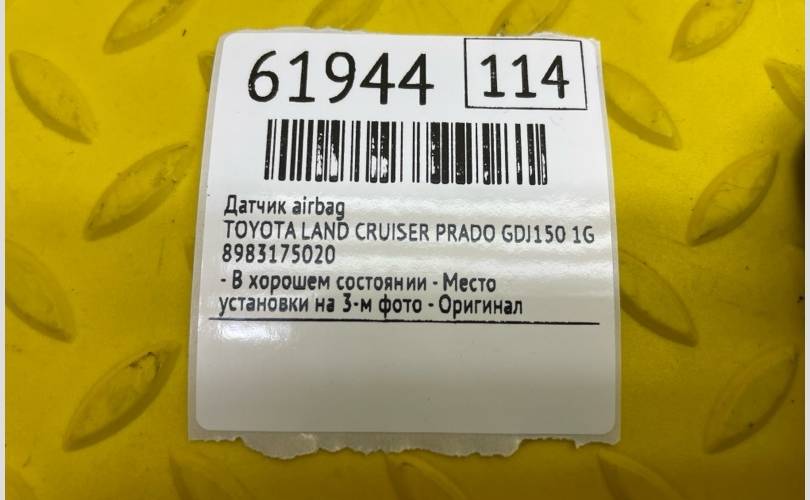 61944 114
Датчик airbag
TOYOTA LAND CRUISER PRADO GDJ150 1G
8983175020
- В хорошем состоянии - Место
установки на 3-м фото - Оригинал